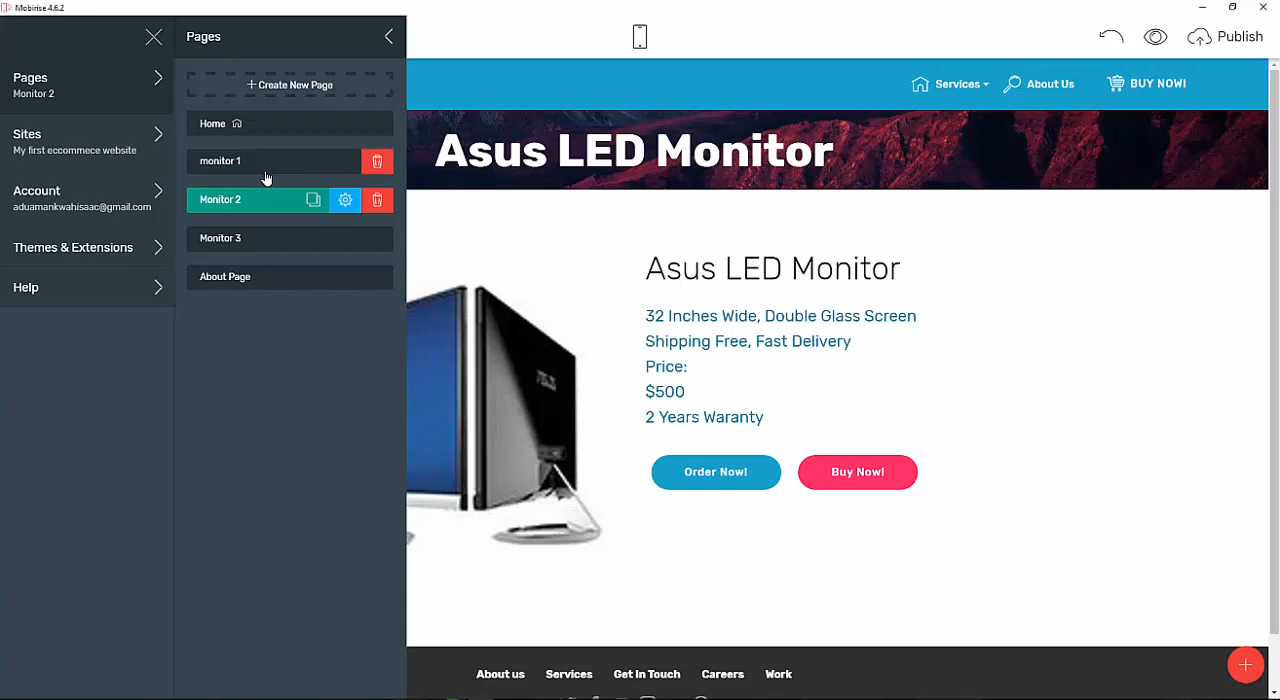 Mobirise 4.6.2
Pages
Publish
Pages
Monitor 2
+Create New Page
Services
About Us
BUY NOW!
Home
Asus LED Monitor
Sites
My first eccommece website
monitor 1
Account
aduamankwahisaac@gmail.com
Monitor 2
Themes & Extensions
Monitor 3
Help
About Page
Asus LED Monitor
32 Inches Wide, Double Glass Screen
Shipping Free, Fast Delivery
Price:
$500
2 Years Waranty
Order Now!
Buy Now!
About us
Services
Get In Touch
Careers
Work